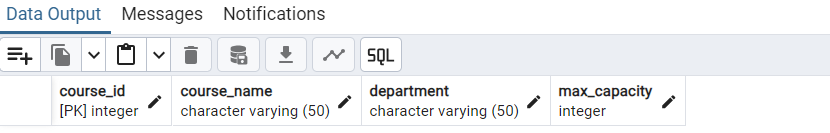 Data Output Messages Notifications
SQL
course_id course_name department max_capacity
[PK] integer character varying (50) character varying (50) integer